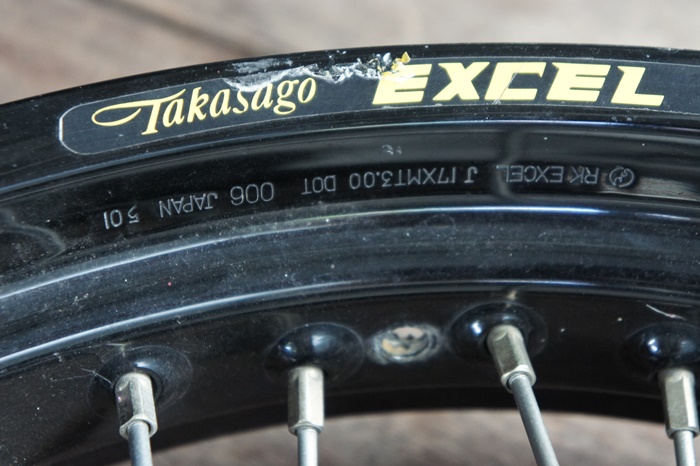 Takasago EXCEL
RK EXCEL J 17XMT3.00 DOT 006 JAPAN 5 01